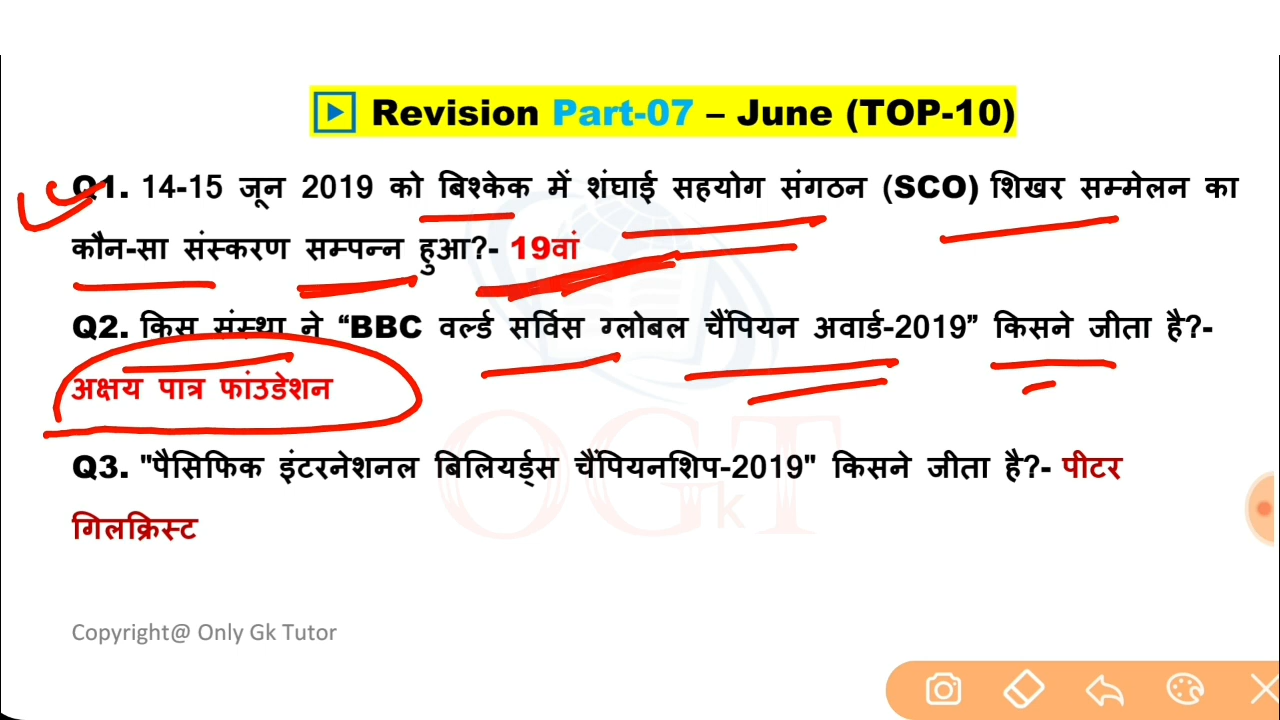 Revision Part-07 – June (TOP-10)
Q1. 14-15 जून 2019 को बिश्केक में शंघाई सहयोग संगठन (SCO) शिखर सम्मेलन का
कौन-सा संस्करण सम्पन्न हुआ?- 19वां
Q2. किस संस्था ने “BBC वर्ल्ड सर्विस ग्लोबल चैंपियन अवार्ड-2019” किसने जीता है?-
अक्षय पात्र फांउडेशन
Q3. "पैसिफिक इंटरनेशनल बिलियर्ड्स चैंपियनशिप-2019" किसने जीता है?- पीटर
गिलक्रिस्ट
OGT
k
Copyright@ Only Gk Tutor